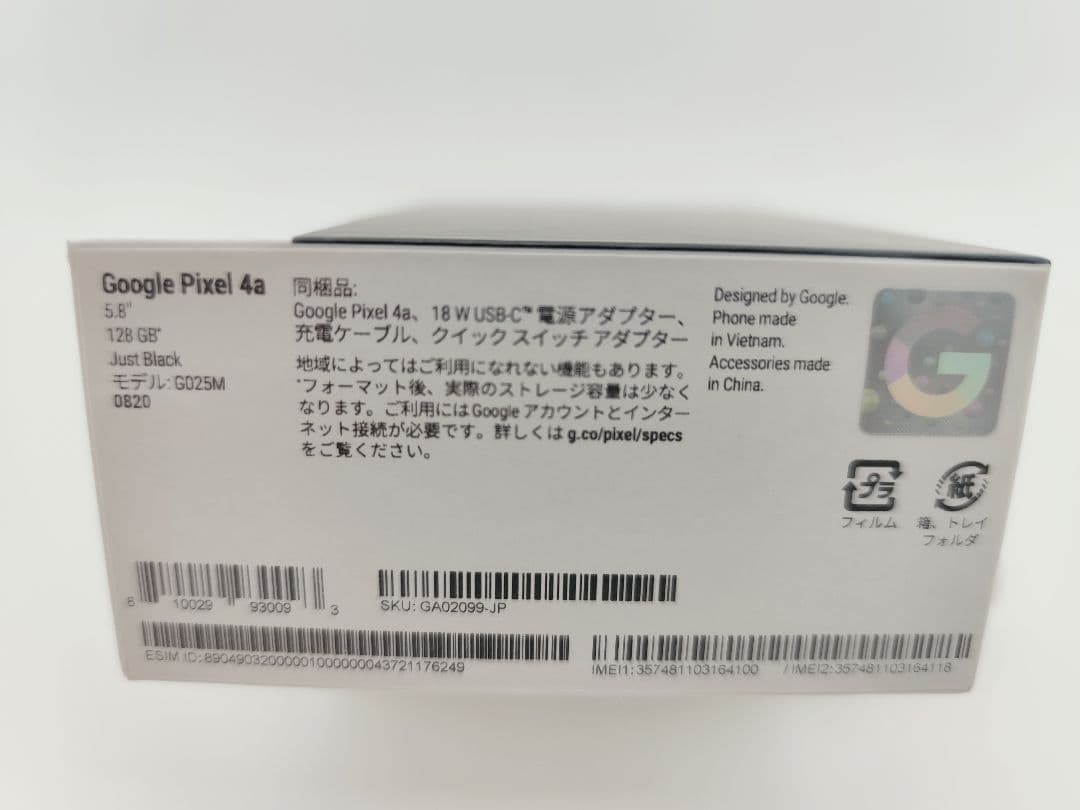 Google Pixel 4a
5.8"
128 GB*
Just Black
モデル: G025M
0820
同梱品:
Google Pixel 4a、18 W USB-C™ 電源アダプター、
充電ケーブル、クイック スイッチ アダプター
地域によってはご利用になれない機能もあります。
*フォーマット後、実際のストレージ容量は少なく
なります。ご利用にはGoogle アカウントとインター
ネット接続が必要です。詳しくは g.co/pixel/specs
をご覧ください。
Designed by Google.
Phone made
in Vietnam.
Accessories made
in China.
G
プラ
フィルム
紙
箱、トレイ
フォルダ
8 10029 93009 3
SKU: GA02099-JP
ESIM ID: 89049032000001000000043721176249
IMEI1: 357481103164100 / IMEI2: 357481103164118